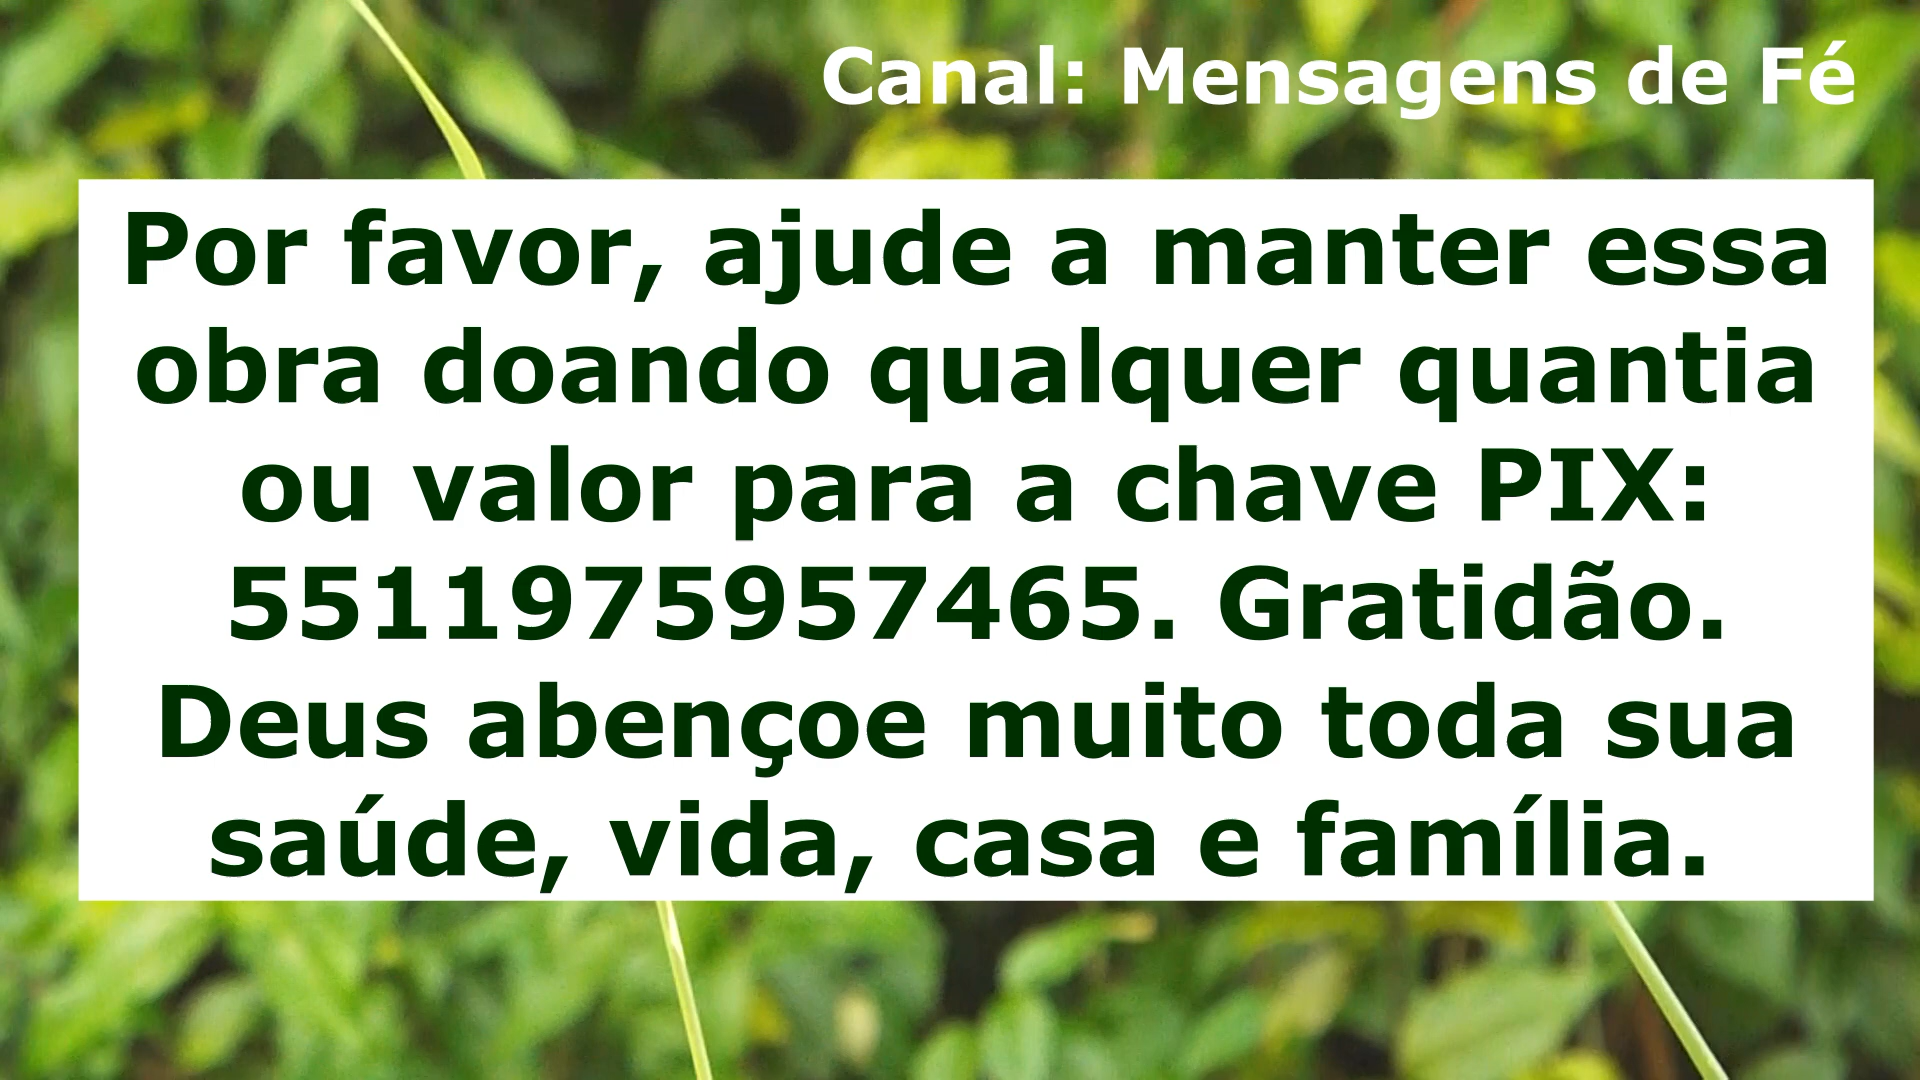 Canal: Mensagens de Fé
Por favor, ajude a manter essa
obra doando qualquer quantia
ou valor para a chave PIX:
5511975957465. Gratidão.
Deus abençoe muito toda sua
saúde, vida, casa e família.